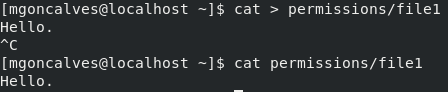 [mgoncalves@localhost ~]$ cat > permissions/file1
Hello.
^C
[mgoncalves@localhost ~]$ cat permissions/file1
Hello.